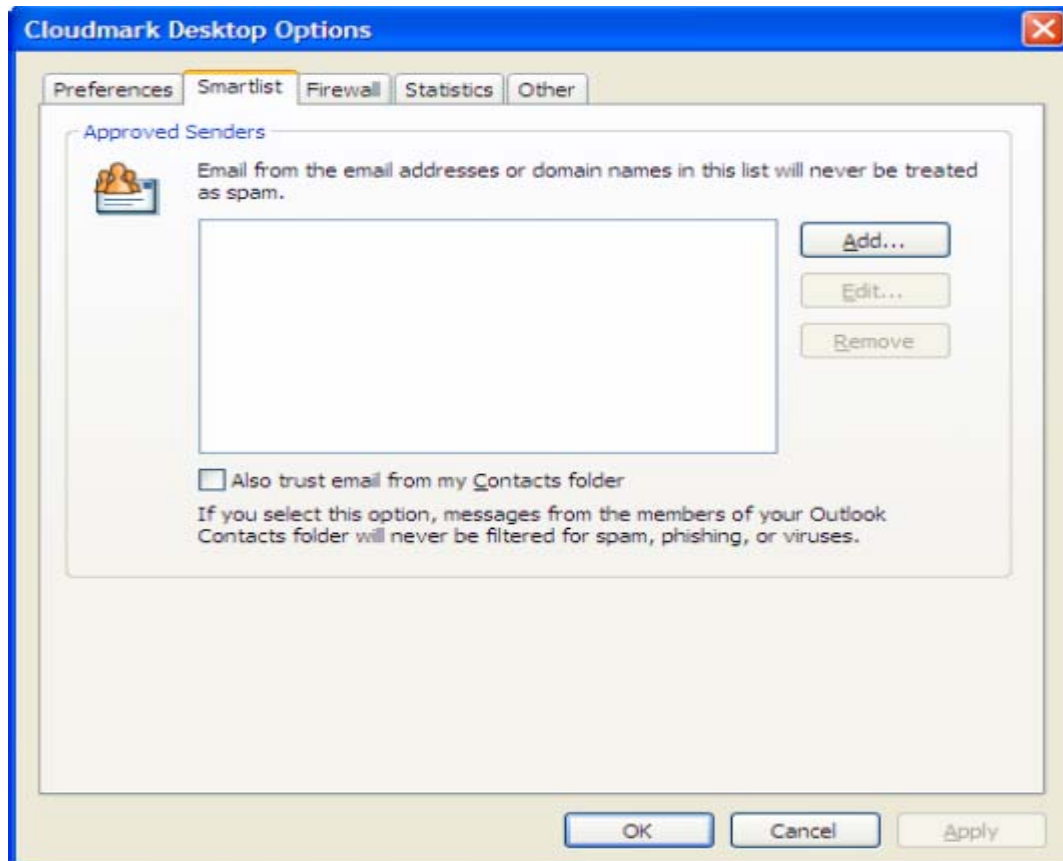 Cloudmark Desktop Options
Preferences Smartlist Firewall Statistics Other
Approved Senders
Email from the email addresses or domain names in this list will never be treated
as spam.
Add...
Edit...
Remove
Also trust email from my Contacts folder
If you select this option, messages from the members of your Outlook
Contacts folder will never be filtered for spam, phishing, or viruses.
OK Cancel Apply